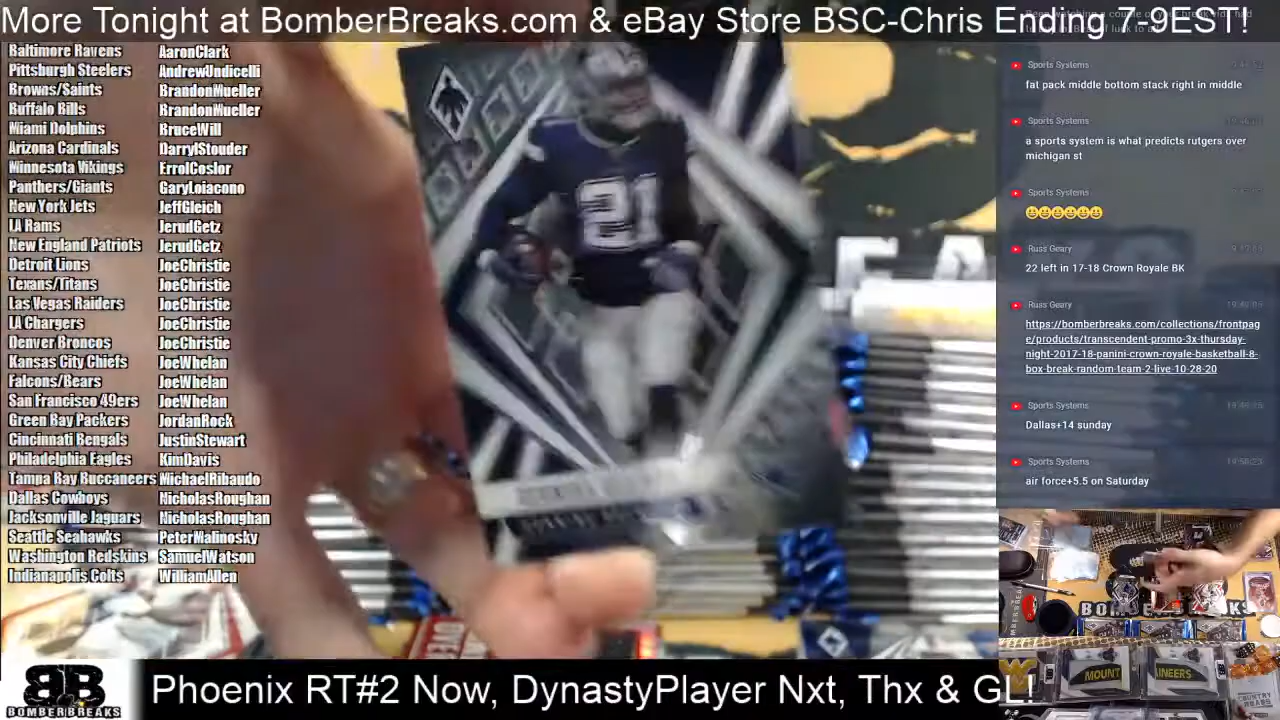 More Tonight at BomberBreaks.com & eBay Store BSC-Chris Ending 7-9EST!
Baltimore Ravens AaronClark
Pittsburgh Steelers AndrewUndicelli
Browns/Saints BrandonMueller
Buffalo Bills BrandonMueller
Miami Dolphins BruceWill
Arizona Cardinals DarrylStouder
Minnesota Vikings ErrolCoslor
Panthers/Giants GaryLoiacono
New York Jets JeffGleich
LA Rams JerudGetz
New England Patriots JerudGetz
Detroit Lions JoeChristie
Texans/Titans JoeChristie
Las Vegas Raiders JoeChristie
LA Chargers JoeChristie
Denver Broncos JoeChristie
Kansas City Chiefs JoeWhelan
Falcons/Bears JoeWhelan
San Francisco 49ers JoeWhelan
Green Bay Packers JordanRock
Cincinnati Bengals JustinStewart
Philadelphia Eagles KimDavis
Tampa Bay Buccaneers MichaelRibaudo
Dallas Cowboys NicholasRoughan
Jacksonville Jaguars NicholasRoughan
Seattle Seahawks PeterMalinosky
Washington Redskins SamuelWatson
Indianapolis Colts WilliamAllen
21
Sports Systems
fat pack middle bottom stack right in middle
Sports Systems
a sports system is what predicts rutgers over
michigan st
Sports Systems
Russ Geary
22 left in 17-18 Crown Royale BK
Russ Geary
https://bomberbreaks.com/collections/frontpag
e/products/transcendent-promo-3x-thursday-
night-2017-18-panini-crown-royale-basketball-8-
box-break-random-team-2-live-10-28-20
Sports Systems
Dallas+14 sunday
Sports Systems
air force+5.5 on Saturday
MOUNT AINEERS
BB
BOMBERBREAKS
Phoenix RT#2 Now, DynastyPlayer Nxt, Thx & GL!